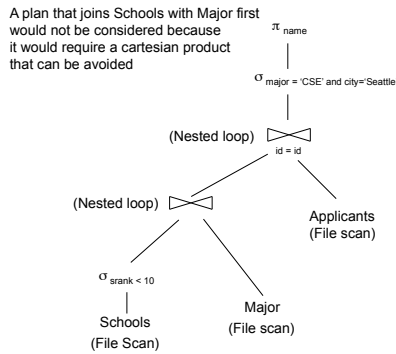 A plan that joins Schools with Major first
would not be considered because
it would require a cartesian product
that can be avoided
π name
σ major = 'CSE' and city='Seattle
(Nested loop)
id = id
(Nested loop)
Applicants
(File scan)
σ srank < 10
Schools
(File Scan)
Major
(File scan)